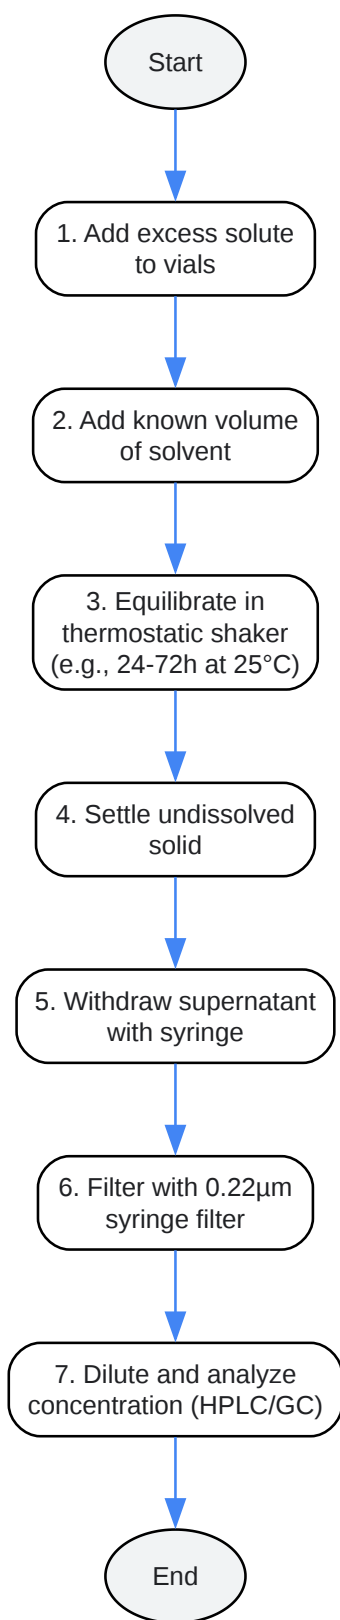 Start
1. Add excess solute
to vials
2. Add known volume
of solvent
3. Equilibrate in
thermostatic shaker
(e.g., 24-72h at 25°C)
4. Settle undissolved
solid
5. Withdraw supernatant
with syringe
6. Filter with 0.22µm
syringe filter
7. Dilute and analyze
concentration (HPLC/GC)
End